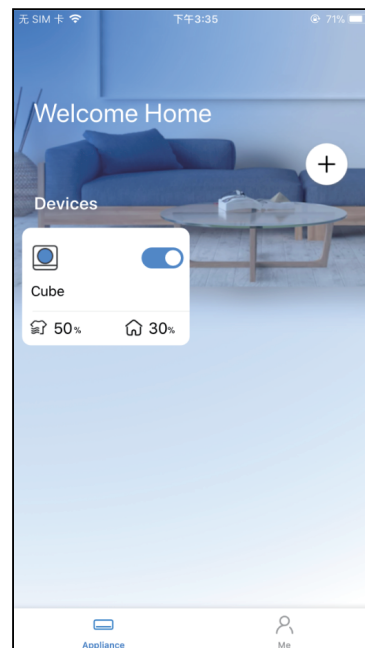 无 SIM 卡
下午3:35
71%
Welcome Home
Devices
Cube
50%
30%
Appliance
Me